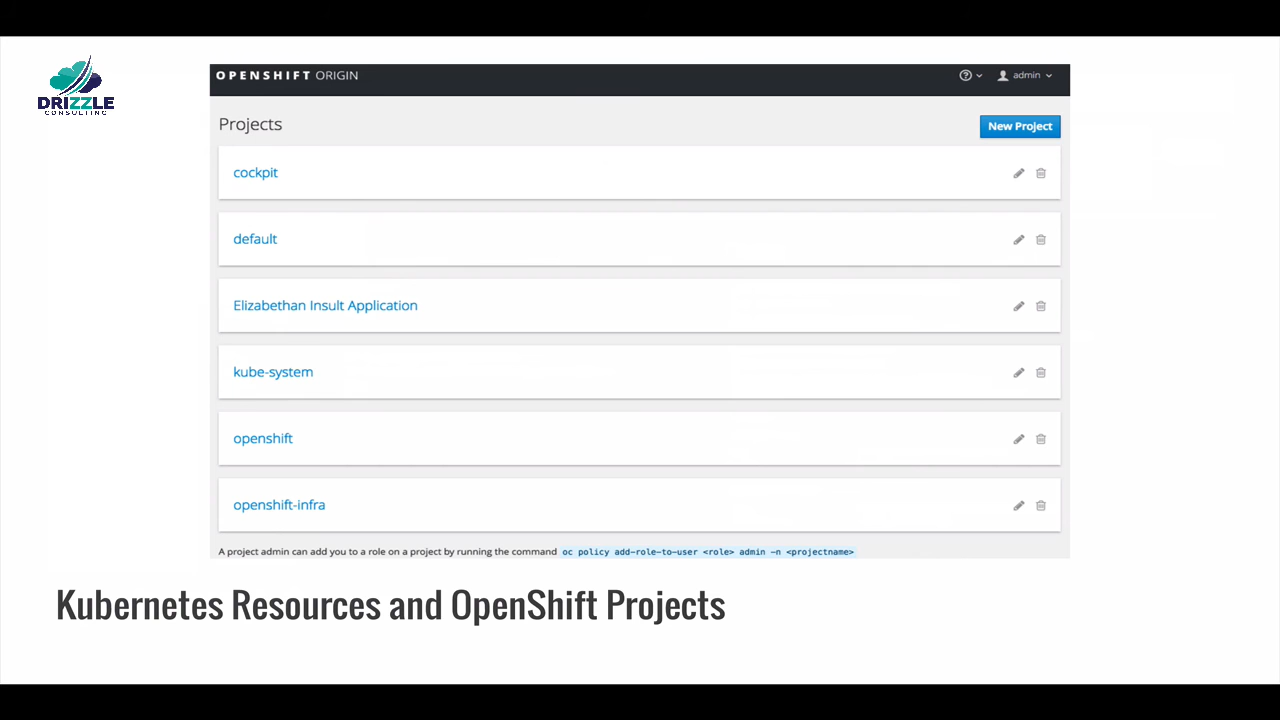 DRIZZLE
CONSULTING
OPENSHIFT ORIGIN
admin
Projects
New Project
cockpit
default
Elizabethan Insult Application
kube-system
openshift
openshift-infra
A project admin can add you to a role on a project by running the command oc policy add-role-to-user <role> admin -n <projectname>
Kubernetes Resources and OpenShift Projects